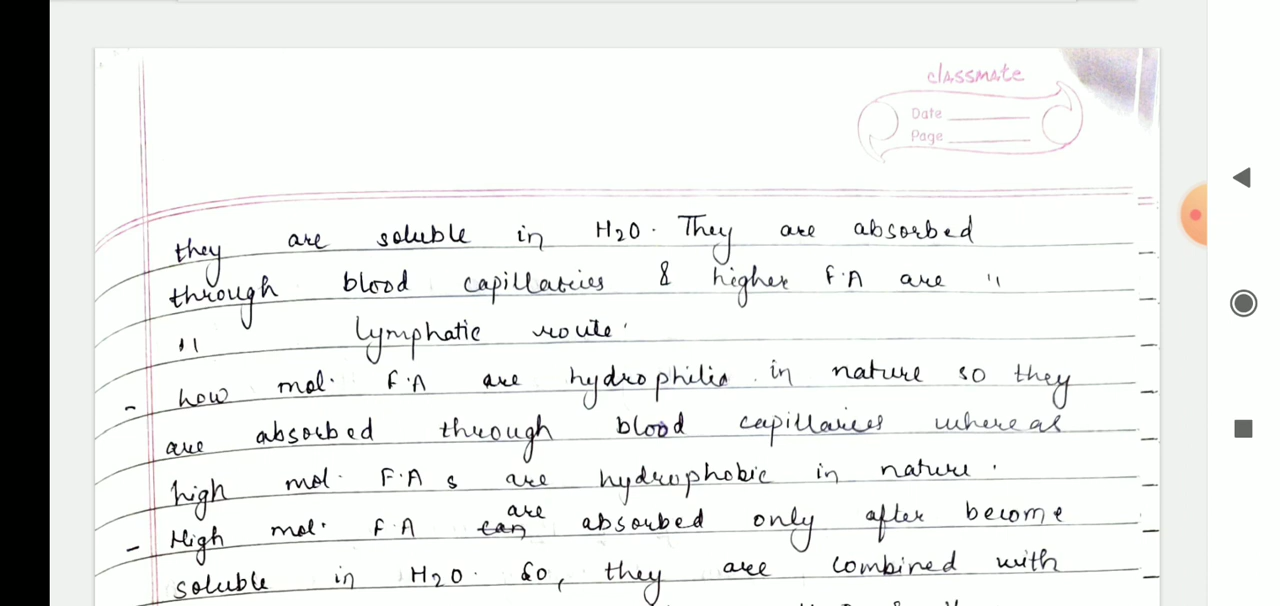 classmate
Date
Page
they are soluble in H2O. They are absorbed
through blood capillaries & higher F.A are "
" lymphatic route.
- Low mol. F.A are hydrophilic in nature so they
are absorbed through blood capillaries whereas
high mol. F.A s are hydrophobic in nature.
- High mol. F.A can are absorbed only after become
soluble in H2O. So, they are combined with